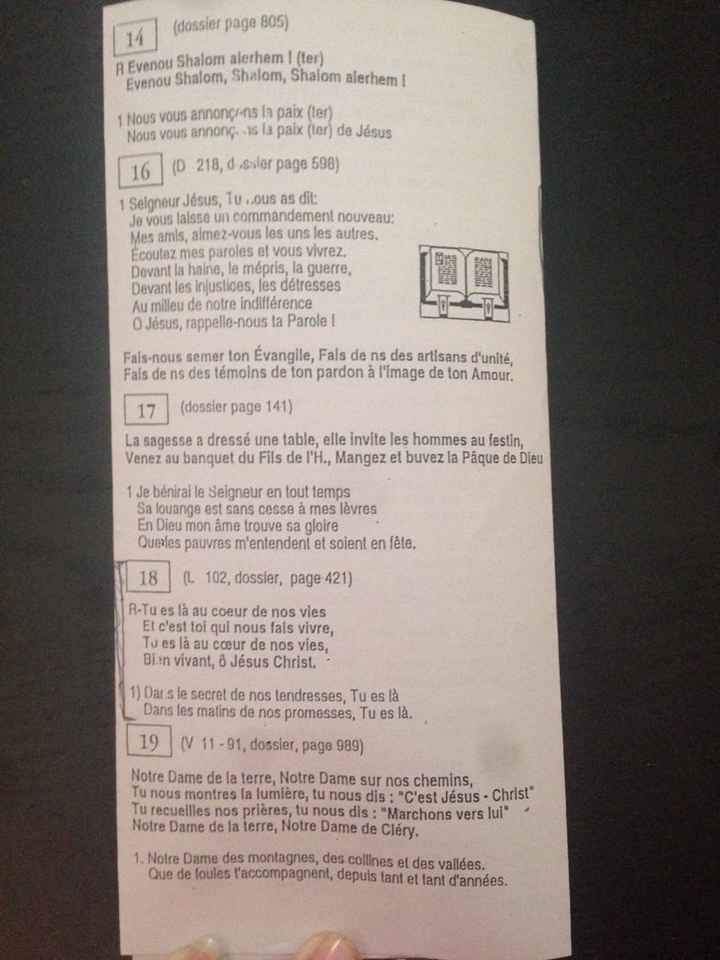 14 (dossier page 805)
R Evenou Shalom alerhem ! (ter)
Evenou Shalom, Shalom, Shalom alerhem !
1 Nous vous annonçons la paix (ter)
Nous vous annonçons la paix (ter) de Jésus
16 (D 218, dossier page 598)
1 Seigneur Jésus, Tu nous as dit:
Je vous laisse un commandement nouveau:
Mes amis, aimez-vous les uns les autres.
Écoutez mes paroles et vous vivrez.
Devant la haine, le mépris, la guerre,
Devant les injustices, les détresses
Au milieu de notre indifférence
O Jésus, rappelle-nous ta Parole !
Fais-nous semer ton Évangile, Fais de ns des artisans d'unité,
Fais de ns des témoins de ton pardon à l'image de ton Amour.
17 (dossier page 141)
La sagesse a dressé une table, elle invite les hommes au festin,
Venez au banquet du Fils de l'H., Mangez et buvez la Pâque de Dieu
1 Je bénirai le Seigneur en tout temps
Sa louange est sans cesse à mes lèvres
En Dieu mon âme trouve sa gloire
Que les pauvres m'entendent et soient en fête.
18 (L 102, dossier, page 421)
R-Tu es là au coeur de nos vies
Et c'est toi qui nous fais vivre,
Tu es là au cœur de nos vies,
Bien vivant, ô Jésus Christ.
1) Dans le secret de nos tendresses, Tu es là
Dans les matins de nos promesses, Tu es là.
19 (V 11 - 91, dossier, page 989)
Notre Dame de la terre, Notre Dame sur nos chemins,
Tu nous montres la lumière, tu nous dis : "C'est Jésus - Christ"
Tu recueilles nos prières, tu nous dis : "Marchons vers lui"
Notre Dame de la terre, Notre Dame de Cléry.
1. Notre Dame des montagnes, des collines et des vallées.
Que de foules t'accompagnent, depuis tant et tant d'années.